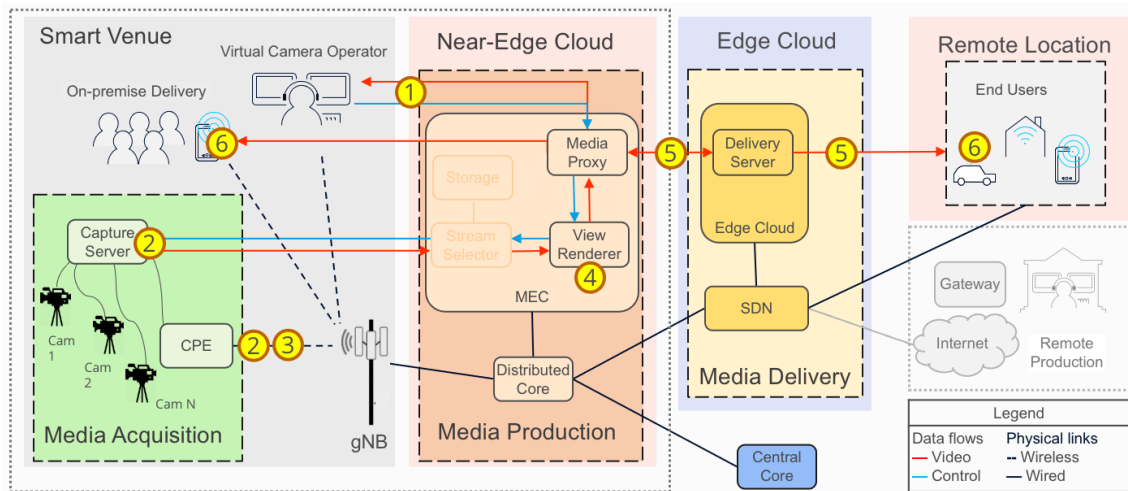 Smart Venue
Virtual Camera Operator
On-premise Delivery
Near-Edge Cloud
Edge Cloud
Remote Location
End Users
1
6
Media
Proxy
5
Delivery
Server
5
6
Storage
Capture
Server
2
Stream
Selector
View
Renderer
4
Edge Cloud
MEC
Gateway
SDN
Cam
1
Cam
2
Cam N
CPE
2
3
Internet
Remote
Production
Distributed
Core
Media Delivery
gNB
Media Acquisition
Media Production
Central
Core
Legend
Data flows
Physical links
Video
Wireless
Control
Wired